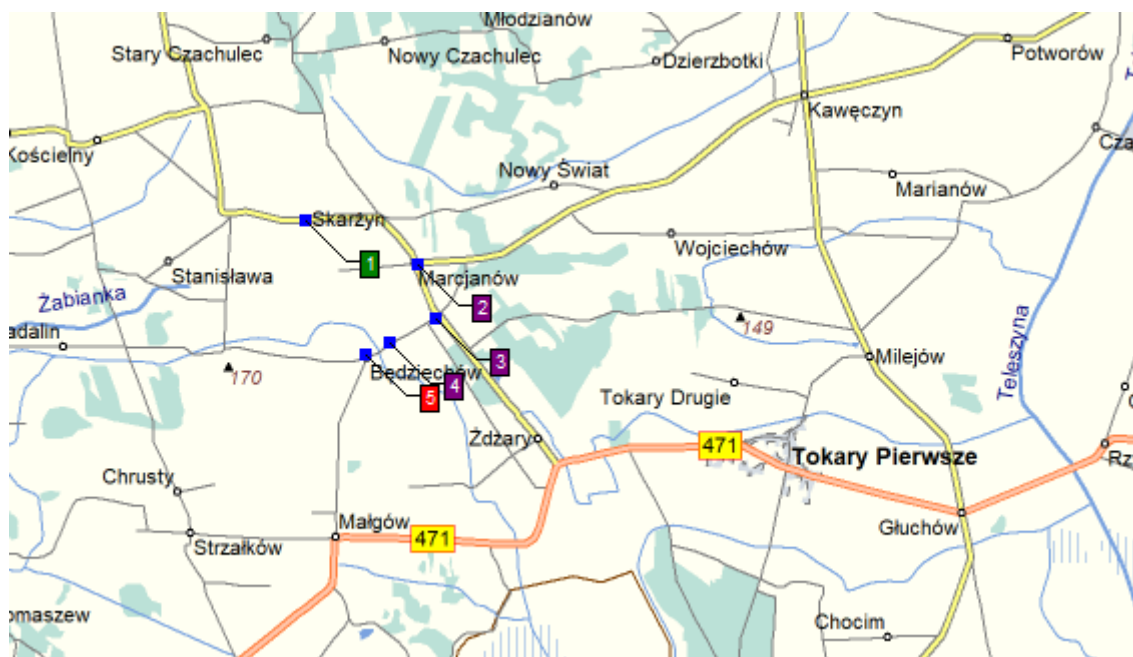 Młodzianów
Stary Czachulec
Nowy Czachulec
Dzierzbotki
Potworów
Kawęczyn
Kościelny
Nowy Świat
Marianów
Skarżyn
Wojciechów
1
Stanisława
Marcjanów
Żabianka
2
149
adalin
3
Milejów
170
Będziechów
4
5
Teleszyna
Tokary Drugie
Żdżary
471
Tokary Pierwsze
Chrusty
Małgów
471
Głuchów
Strzałków
omaszew
Chocim